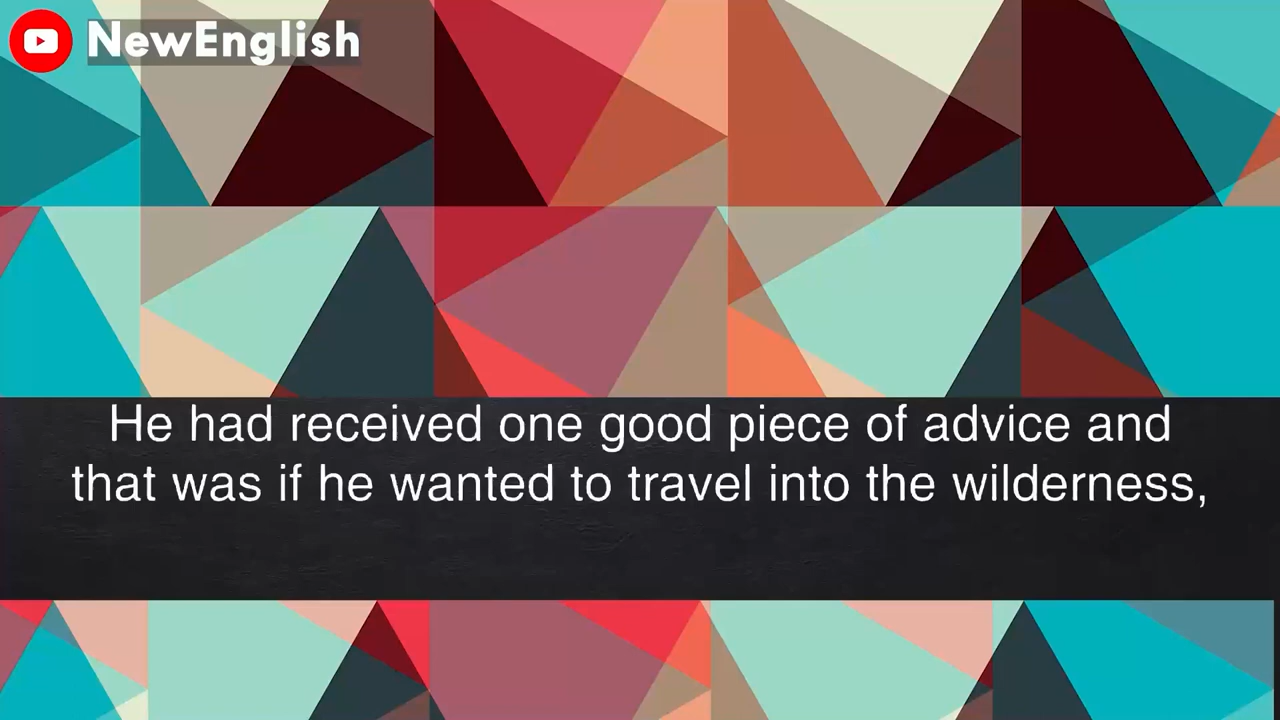 NewEnglish
He had received one good piece of advice and
that was if he wanted to travel into the wilderness,